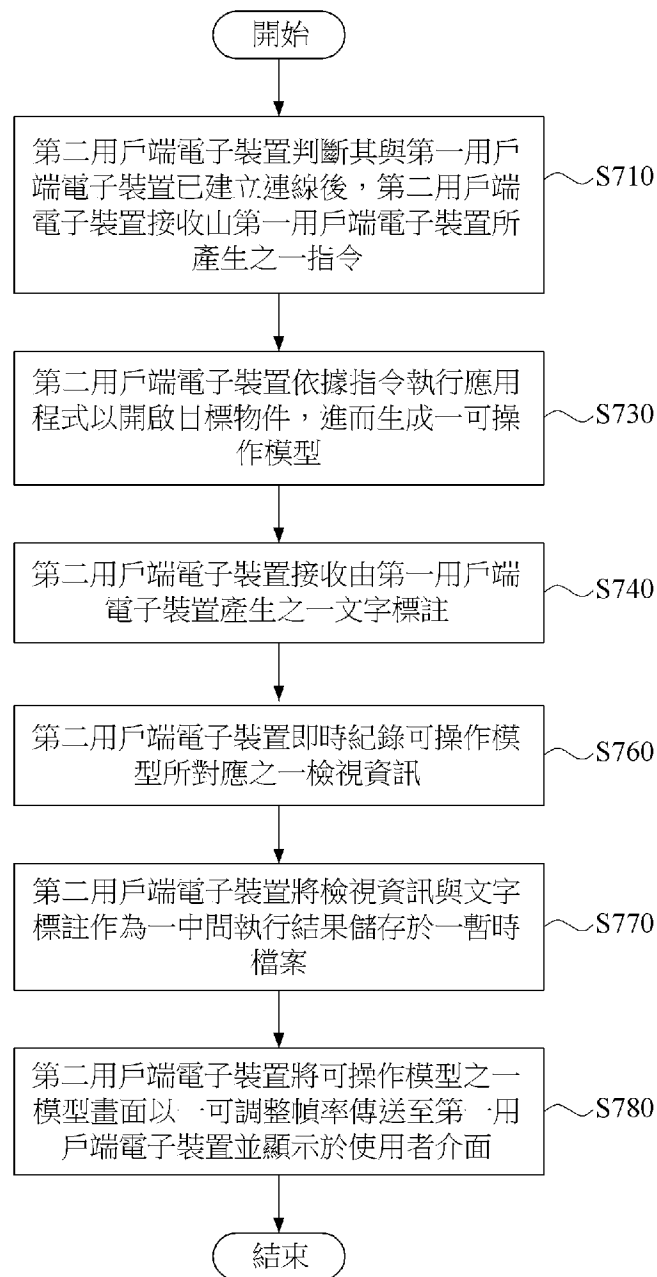 開始
第二用戶端電子裝置判斷其與第一用戶
端電子裝置已建立連線後，第二用戶端
電子裝置接收由第一用戶端電子裝置所
產生之一指令
S710
第二用戶端電子裝置依據指令執行應用
程式以開啟目標物件，進而生成一可操
作模型
S730
第二用戶端電子裝置接收由第一用戶端
電子裝置產生之一文字標註
S740
第二用戶端電子裝置即時紀錄可操作模
型所對應之一檢視資訊
S760
第二用戶端電子裝置將檢視資訊與文字
標註作為一中間執行結果儲存於一暫時
檔案
S770
第二用戶端電子裝置將可操作模型之一
模型畫面以一可調整幀率傳送至第一用
戶端電子裝置並顯示於使用者介面
S780
結束